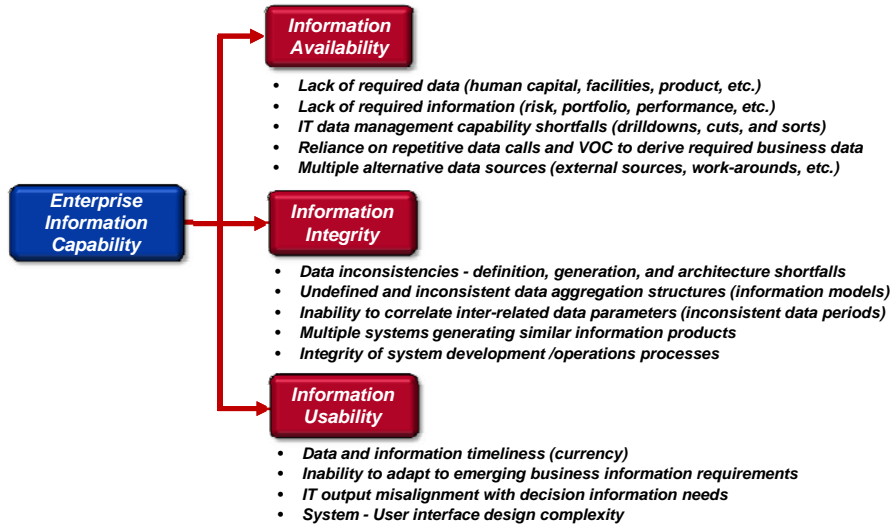 Information
Availability
• Lack of required data (human capital, facilities, product, etc.)
• Lack of required information (risk, portfolio, performance, etc.)
• IT data management capability shortfalls (drilldowns, cuts, and sorts)
• Reliance on repetitive data calls and VOC to derive required business data
• Multiple alternative data sources (external sources, work-arounds, etc.)
Enterprise
Information
Capability
Information
Integrity
• Data inconsistencies - definition, generation, and architecture shortfalls
• Undefined and inconsistent data aggregation structures (information models)
• Inability to correlate inter-related data parameters (inconsistent data periods)
• Multiple systems generating similar information products
• Integrity of system development /operations processes
Information
Usability
• Data and information timeliness (currency)
• Inability to adapt to emerging business information requirements
• IT output misalignment with decision information needs
• System - User interface design complexity